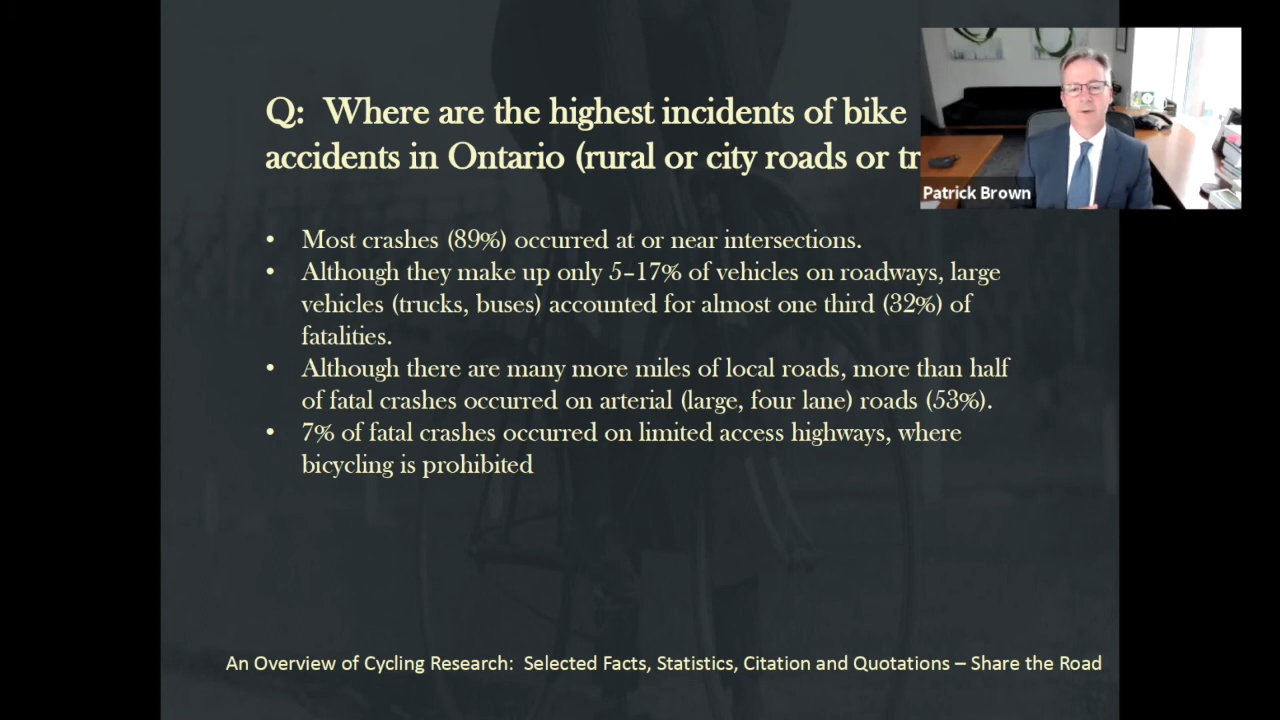 Q: Where are the highest incidents of bike
accidents in Ontario (rural or city roads or
Patrick Brown
• Most crashes (89%) occurred at or near intersections.
• Although they make up only 5–17% of vehicles on roadways, large
vehicles (trucks, buses) accounted for almost one third (32%) of
fatalities.
• Although there are many more miles of local roads, more than half
of fatal crashes occurred on arterial (large, four lane) roads (53%).
• 7% of fatal crashes occurred on limited access highways, where
bicycling is prohibited
An Overview of Cycling Research: Selected Facts, Statistics, Citation and Quotations – Share the Road